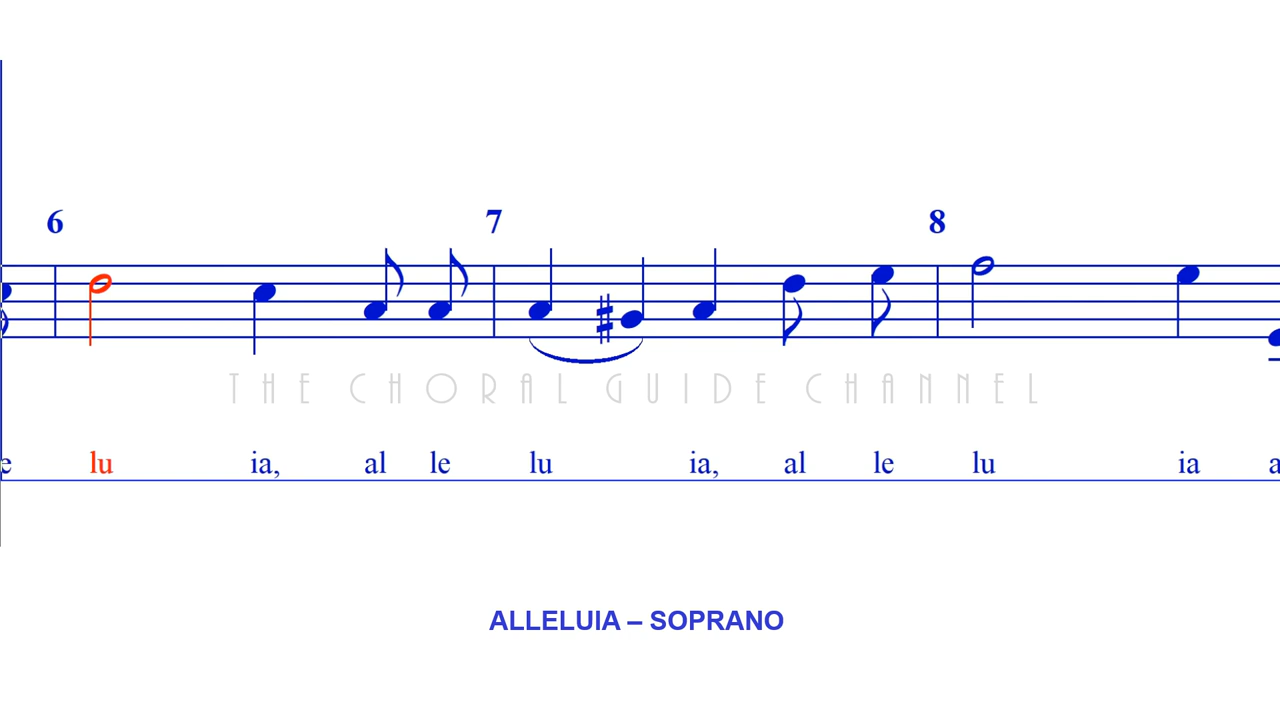 6 7 8
THE CHORAL GUIDE CHANNEL
e lu ia, al le lu ia, al le lu ia a
ALLELUIA – SOPRANO